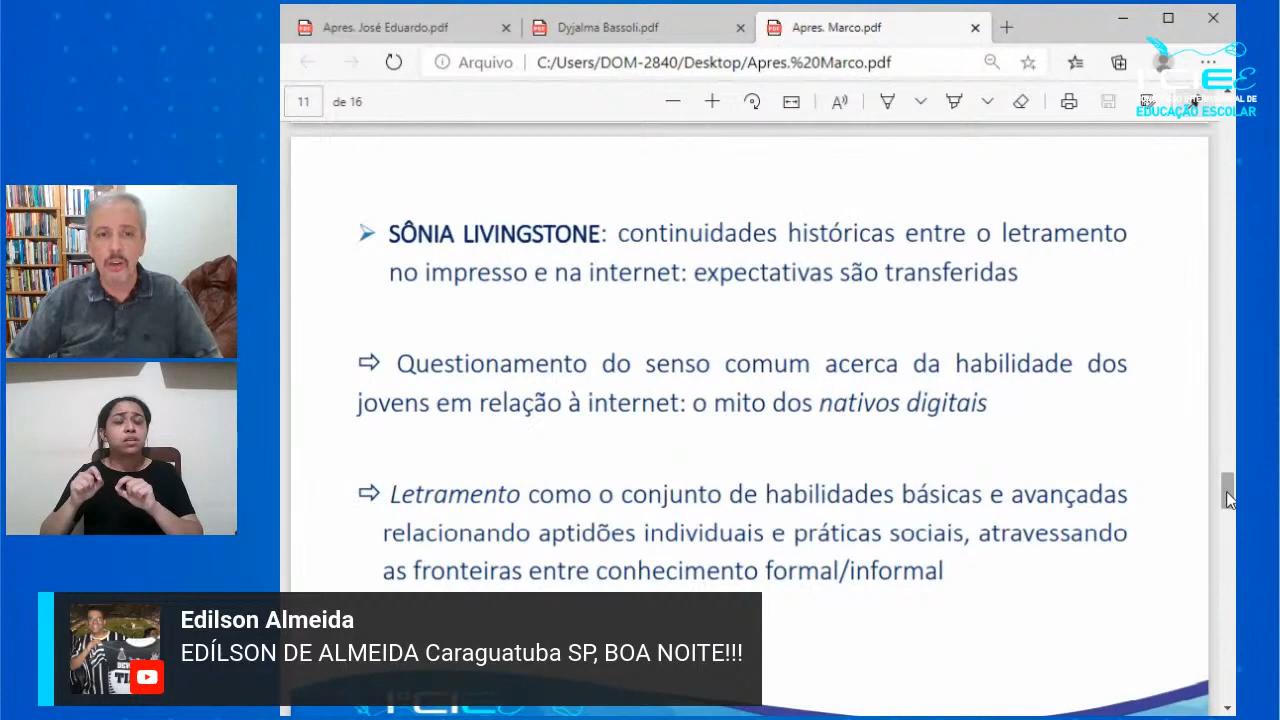 Apres. José Eduardo.pdf
Dyjalma Bassoli.pdf
Apres. Marco.pdf
Arquivo
C:/Users/DOM-2840/Desktop/Apres.%20Marco.pdf
11
de 16
EDUCAÇÃO ESCOLAR
SÔNIA LIVINGSTONE: continuidades históricas entre o letramento
no impresso e na internet: expectativas são transferidas
Questionamento do senso comum acerca da habilidade dos
jovens em relação à internet: o mito dos nativos digitais
Letramento como o conjunto de habilidades básicas e avançadas
relacionando aptidões individuais e práticas sociais, atravessando
as fronteiras entre conhecimento formal/informal
Edilson Almeida
EDÍLSON DE ALMEIDA Caraguatuba SP, BOA NOITE!!!